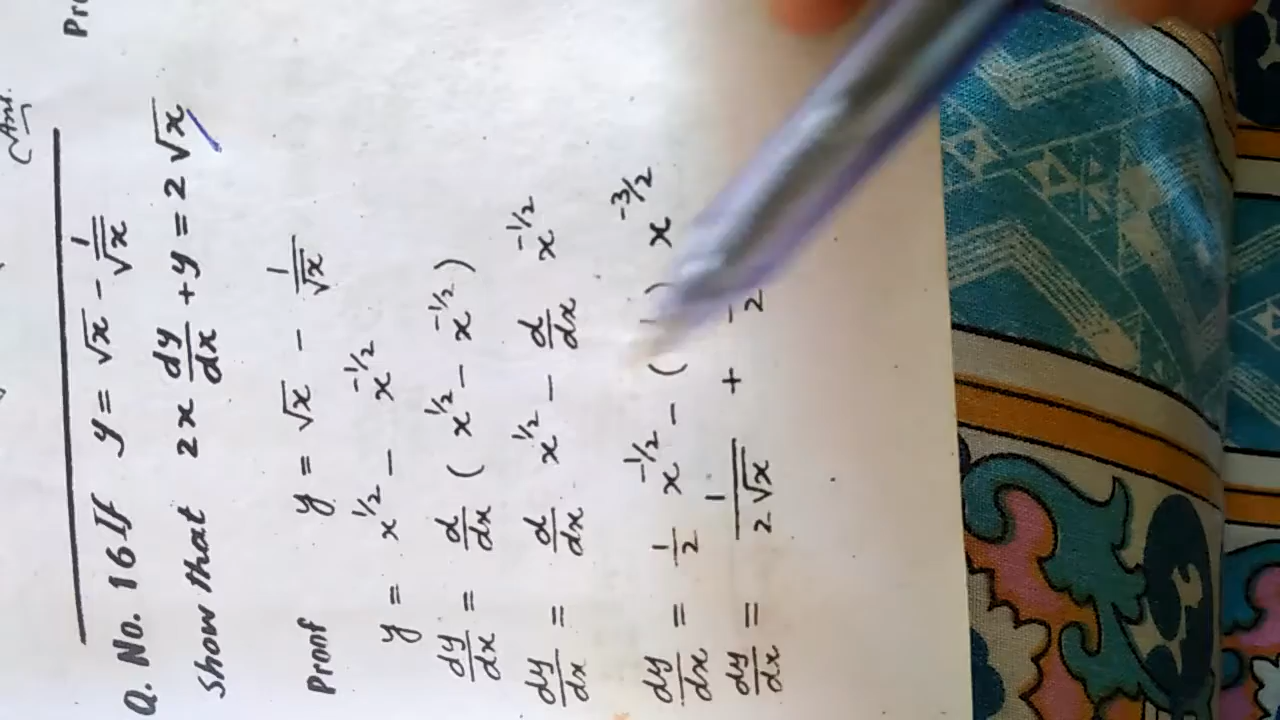 (Ans.
Pro
Q. No. 16 If y = √x - 1/√x
Show that 2x dy/dx + y = 2√x
Proof y = √x - 1/√x
y = x^1/2 - x^-1/2
dy/dx = d/dx (x^1/2 - x^-1/2)
dy/dx = d/dx x^1/2 - d/dx x^-1/2
dy/dx = 1/2 x^-1/2 - ( ) x^-3/2
dy/dx = 1/2√x + 2